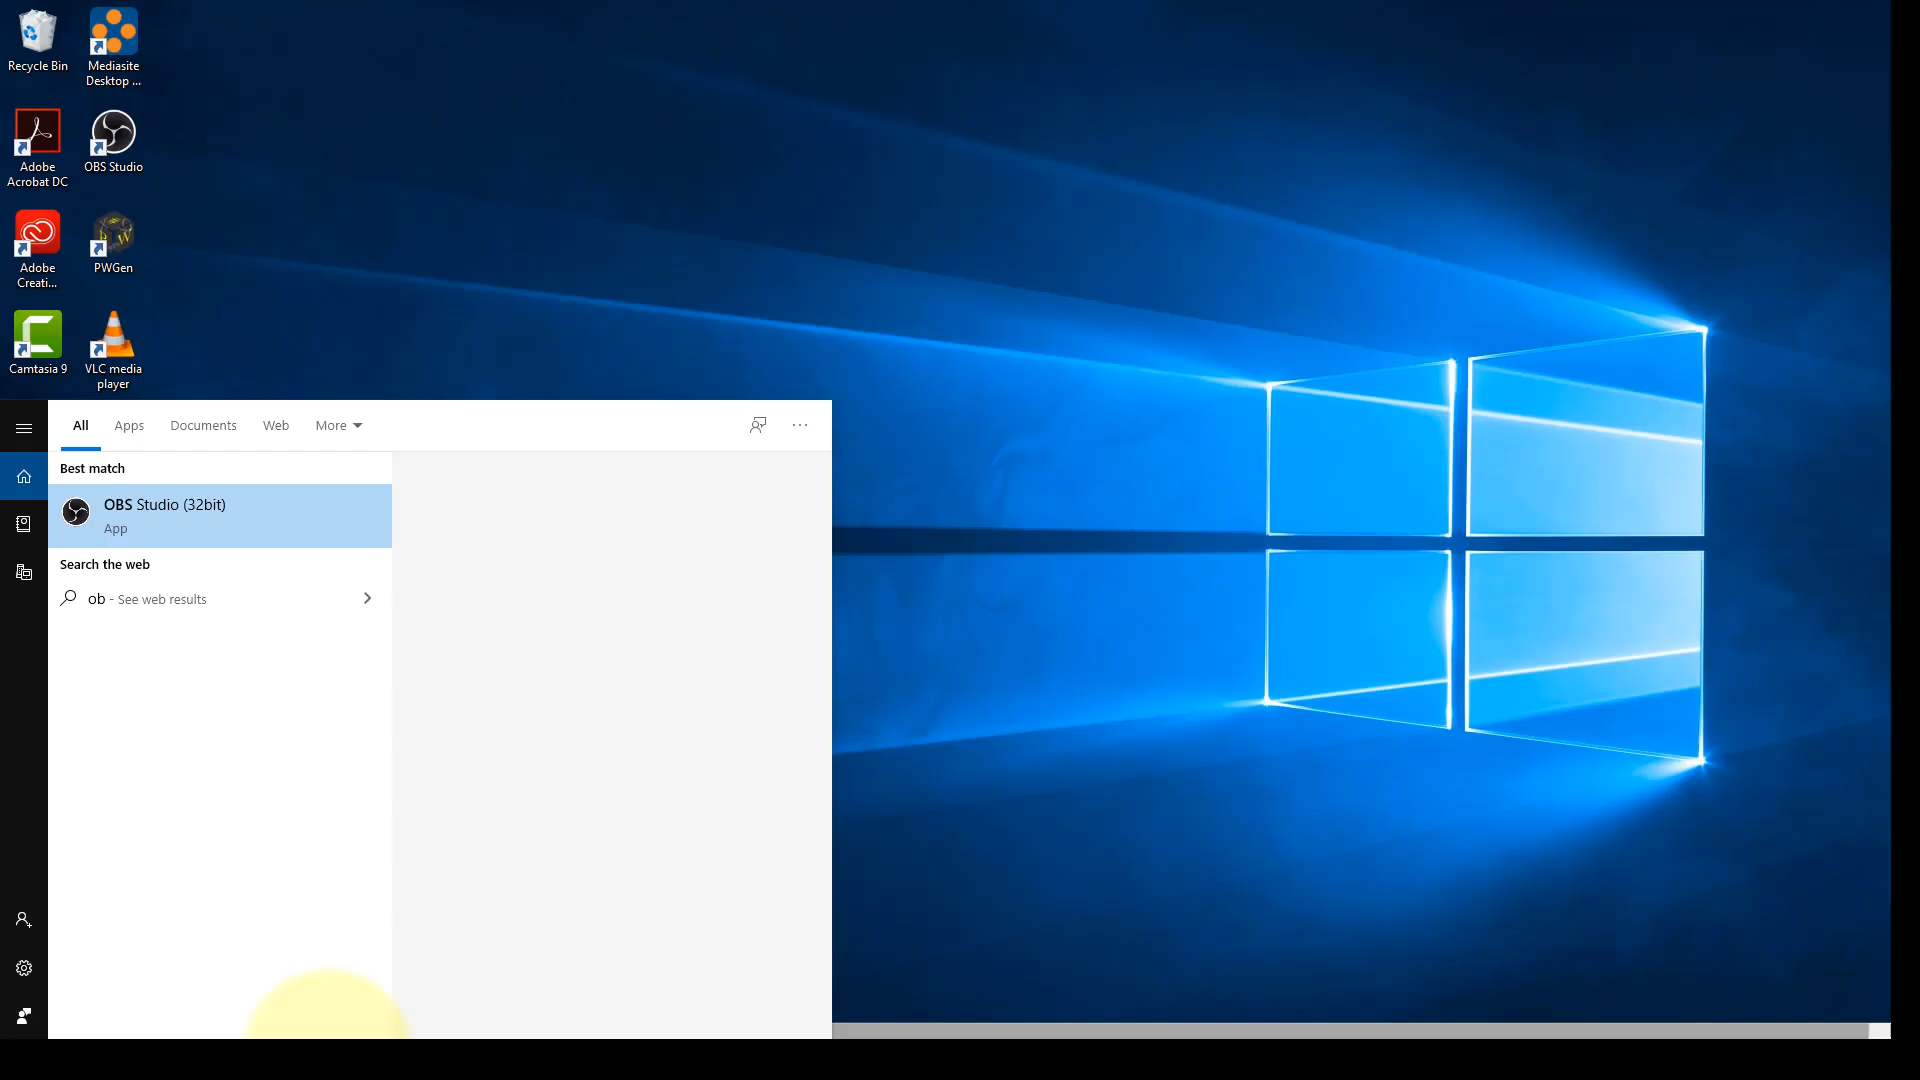 Recycle Bin
Mediasite
Desktop ...
Adobe
Acrobat DC
OBS Studio
Adobe
Creati...
PWGen
Camtasia 9
VLC media
player
All
Apps
Documents
Web
More
Best match
OBS Studio (32bit)
App
Search the web
ob - See web results